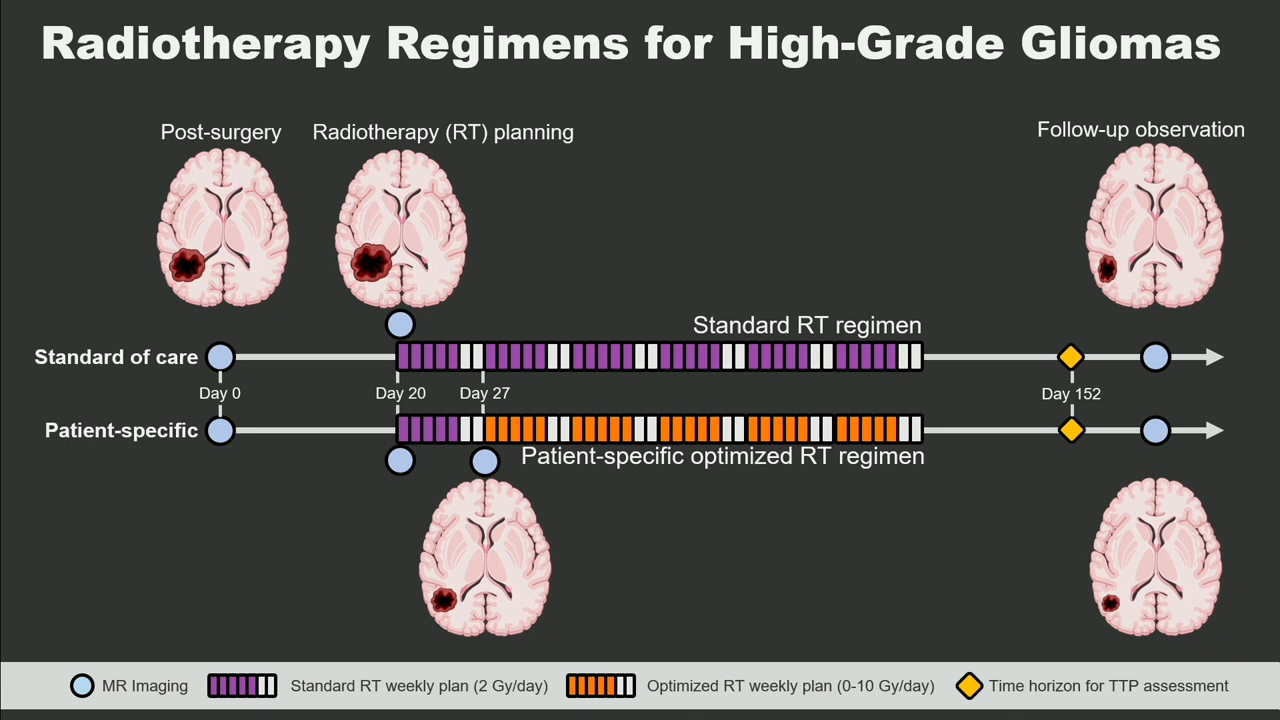 Radiotherapy Regimens for High-Grade Gliomas
Post-surgery
Radiotherapy (RT) planning
Follow-up observation
Standard RT regimen
Standard of care
Day 0
Day 20
Day 27
Day 152
Patient-specific
Patient-specific optimized RT regimen
MR Imaging
Standard RT weekly plan (2 Gy/day)
Optimized RT weekly plan (0-10 Gy/day)
Time horizon for TTP assessment